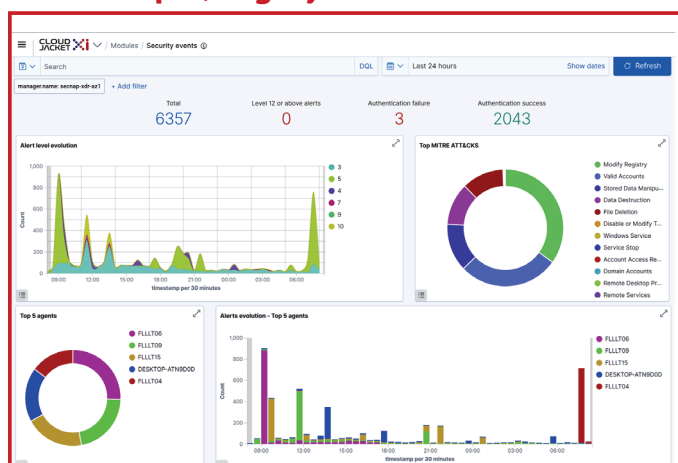 CLOUD JACKET Xi / Modules / Security events
Search DQL Last 24 hours Show dates Refresh
manager.name: secnap-xdr-az1 + Add filter
Total Level 12 or above alerts Authentication failure Authentication success
6357 0 3 2043
Alert level evolution
1,000
800
600
400
200
0
Count
09:00 12:00 15:00 18:00 21:00 00:00 03:00 06:00
timestamp per 30 minutes
3
5
4
7
9
10
Top MITRE ATT&CKS
Modify Registry
Valid Accounts
Stored Data Manipu...
Data Destruction
File Deletion
Disable or Modify T...
Windows Service
Service Stop
Account Access Re...
Domain Accounts
Remote Desktop Pr...
Remote Services
Top 5 agents
FLLLT06
FLLLT09
FLLLT15
DESKTOP-ATN9D0D
FLLLT04
Alerts evolution - Top 5 agents
1,000
800
600
400
200
0
Count
09:00 12:00 15:00 18:00 21:00 00:00 03:00 06:00
timestamp per 30 minutes
FLLLT06
FLLLT09
FLLLT15
DESKTOP-ATN9D0D
FLLLT04